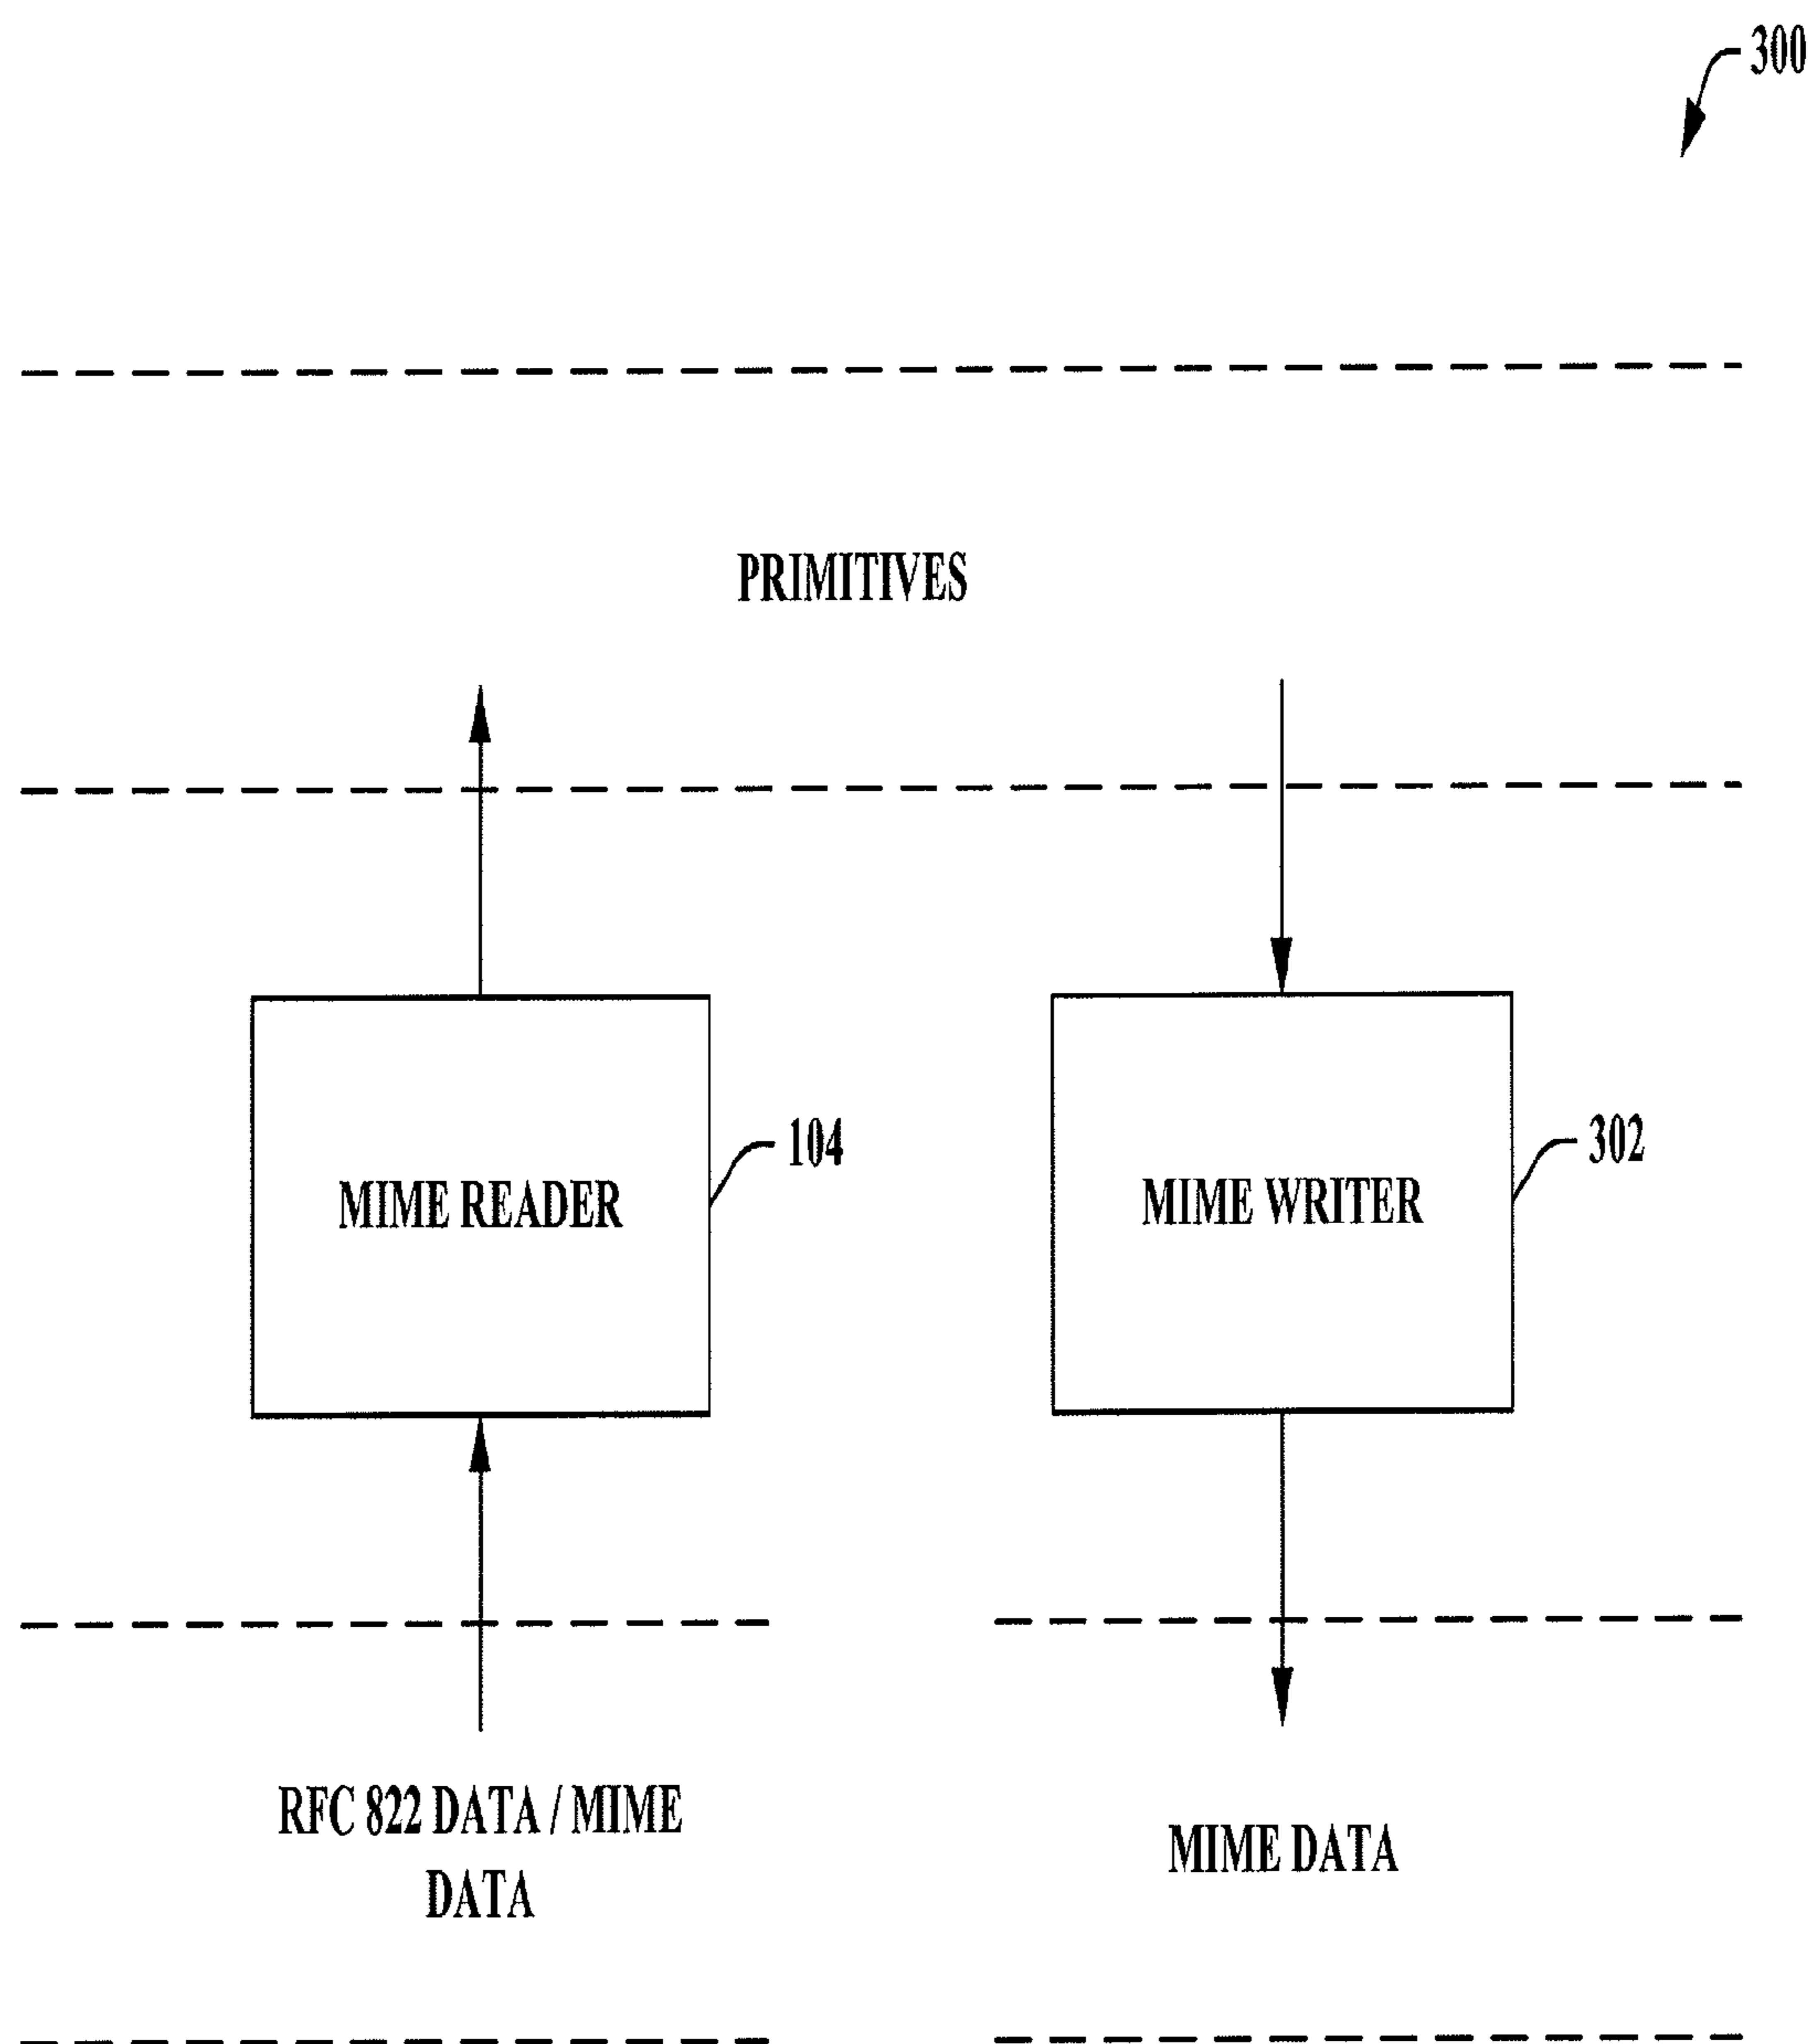 300
PRIMITIVES
104
302
MIME READER
MIME WRITER
RFC 822 DATA / MIME
DATA
MIME DATA